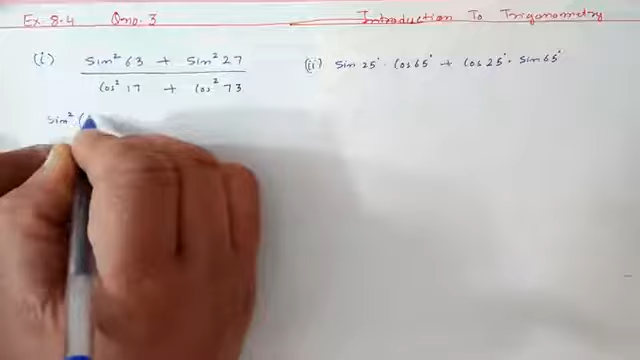 Ex. 8.4 Qno. 3 Introduction To Trigonometry
(i) Sin² 63 + Sin² 27
Cos² 17 + Cos² 73
(ii) Sin 25° · Cos 65° + Cos 25° · Sin 65°
Sin² (